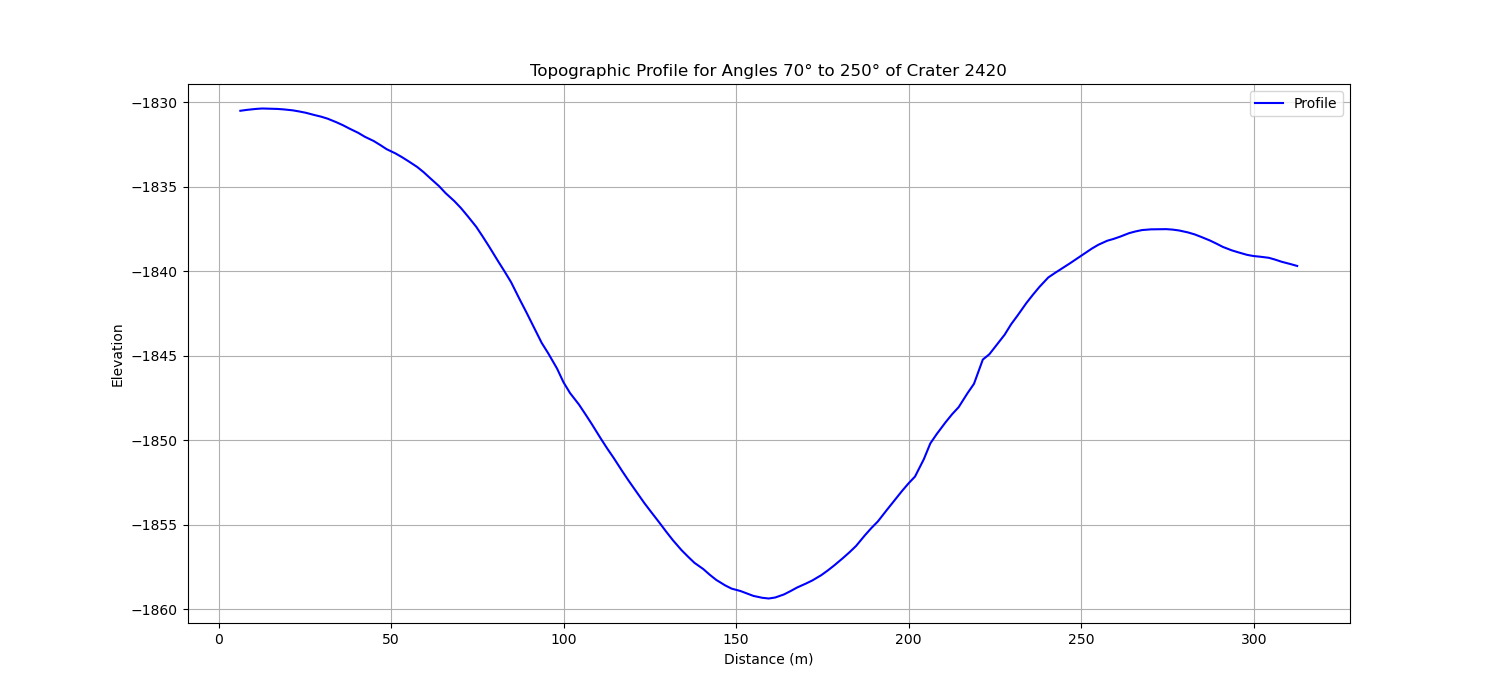 Topographic Profile for Angles 70° to 250° of Crater 2420
Profile
Elevation
−1830
−1835
−1840
−1845
−1850
−1855
−1860
0 50 100 150 200 250 300
Distance (m)